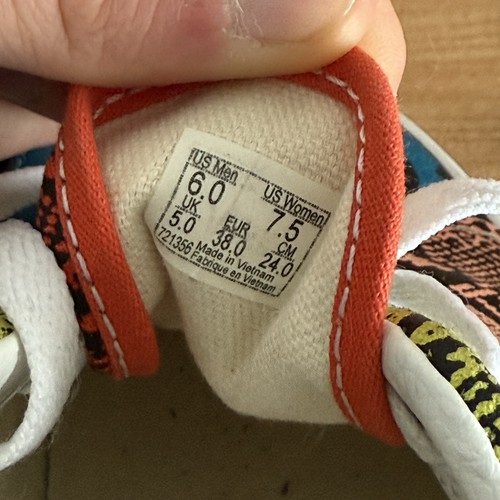 US Men US Women
6.0 7.5
UK EUR CM
5.0 38.0 24.0
721356 Made in Vietnam
Fabrique en Vietnam